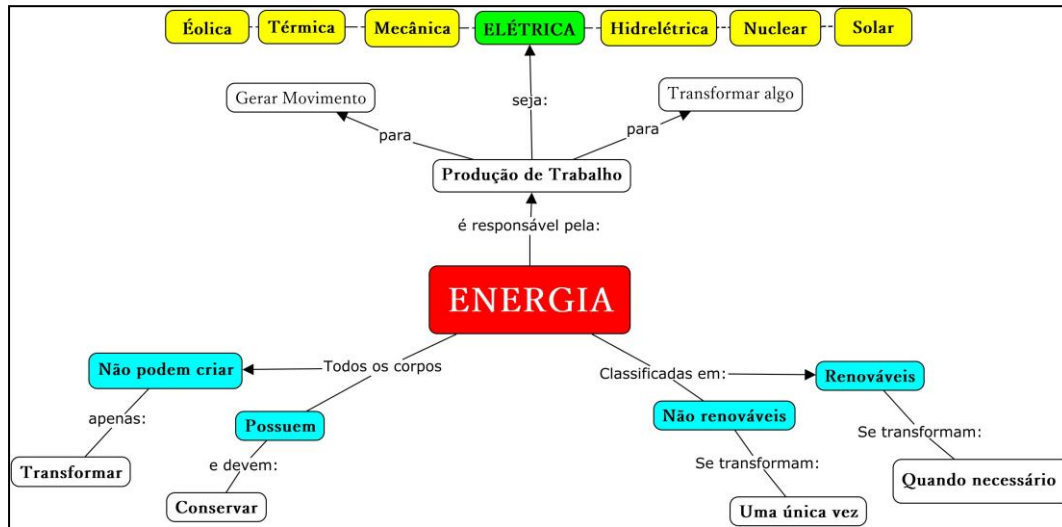 Éolica
Térmica
Mecânica
ELÉTRICA
Hidrelétrica
Nuclear
Solar
Gerar Movimento
seja:
Transformar algo
para
para
Produção de Trabalho
é responsável pela:
ENERGIA
Não podem criar
Todos os corpos
Classificadas em:
Renováveis
apenas:
Possuem
Não renováveis
Se transformam:
Transformar
e devem:
Se transformam:
Quando necessário
Conservar
Uma única vez